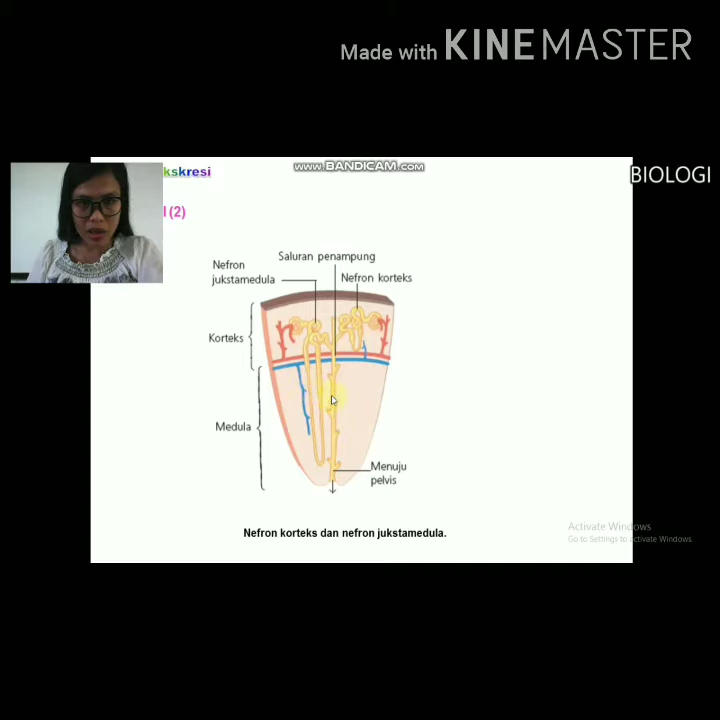 Made with KINEMASTER
www.BANDICAM.com
BIOLOGI
kskresi
(2)
Saluran penampung
Nefron
jukstamedula
Nefron korteks
Korteks
Medula
Menuju
pelvis
Activate Windows
Go to Settings to activate Windows.
Nefron korteks dan nefron jukstamedula.